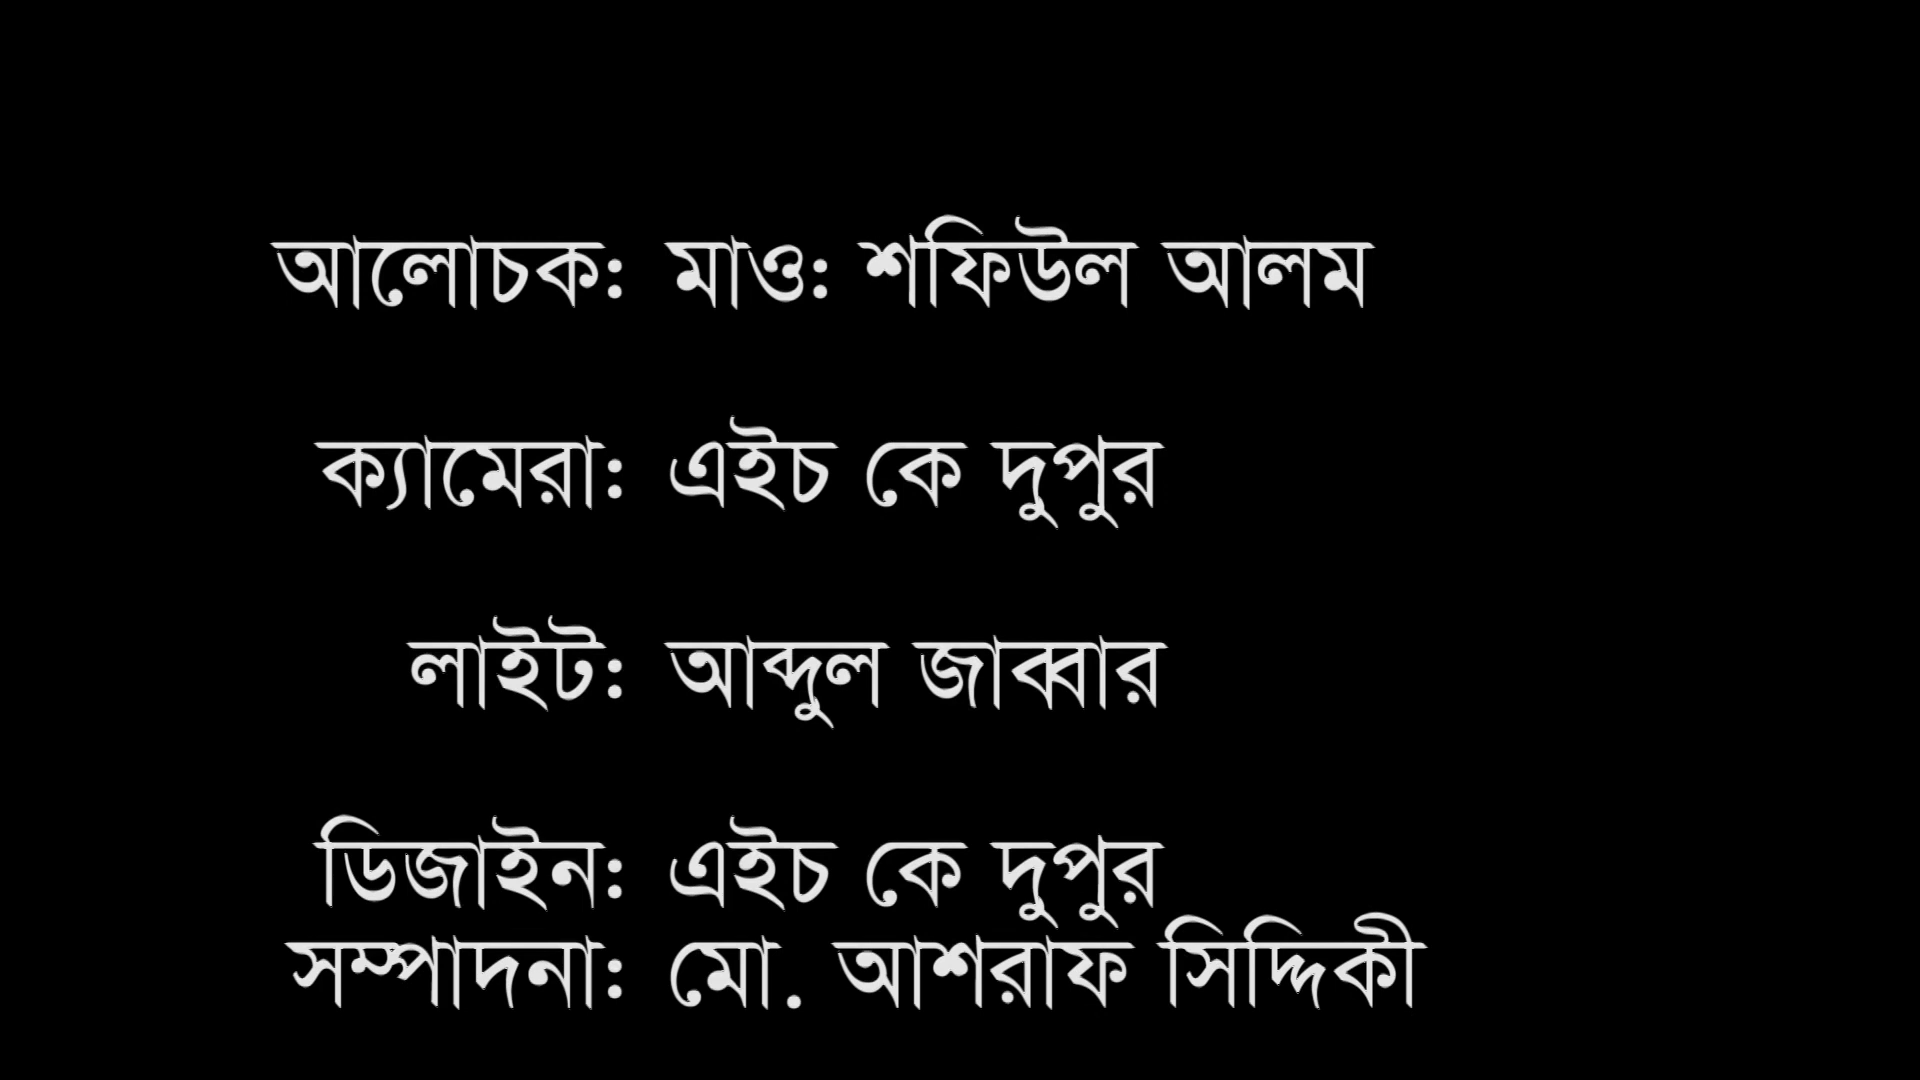 আলোচক: মাও: শফিউল আলম
ক্যামেরা: এইচ কে দুপুর
লাইট: আব্দুল জাব্বার
ডিজাইন: এইচ কে দুপুর
সম্পাদনা: মো. আশরাফ সিদ্দিকী